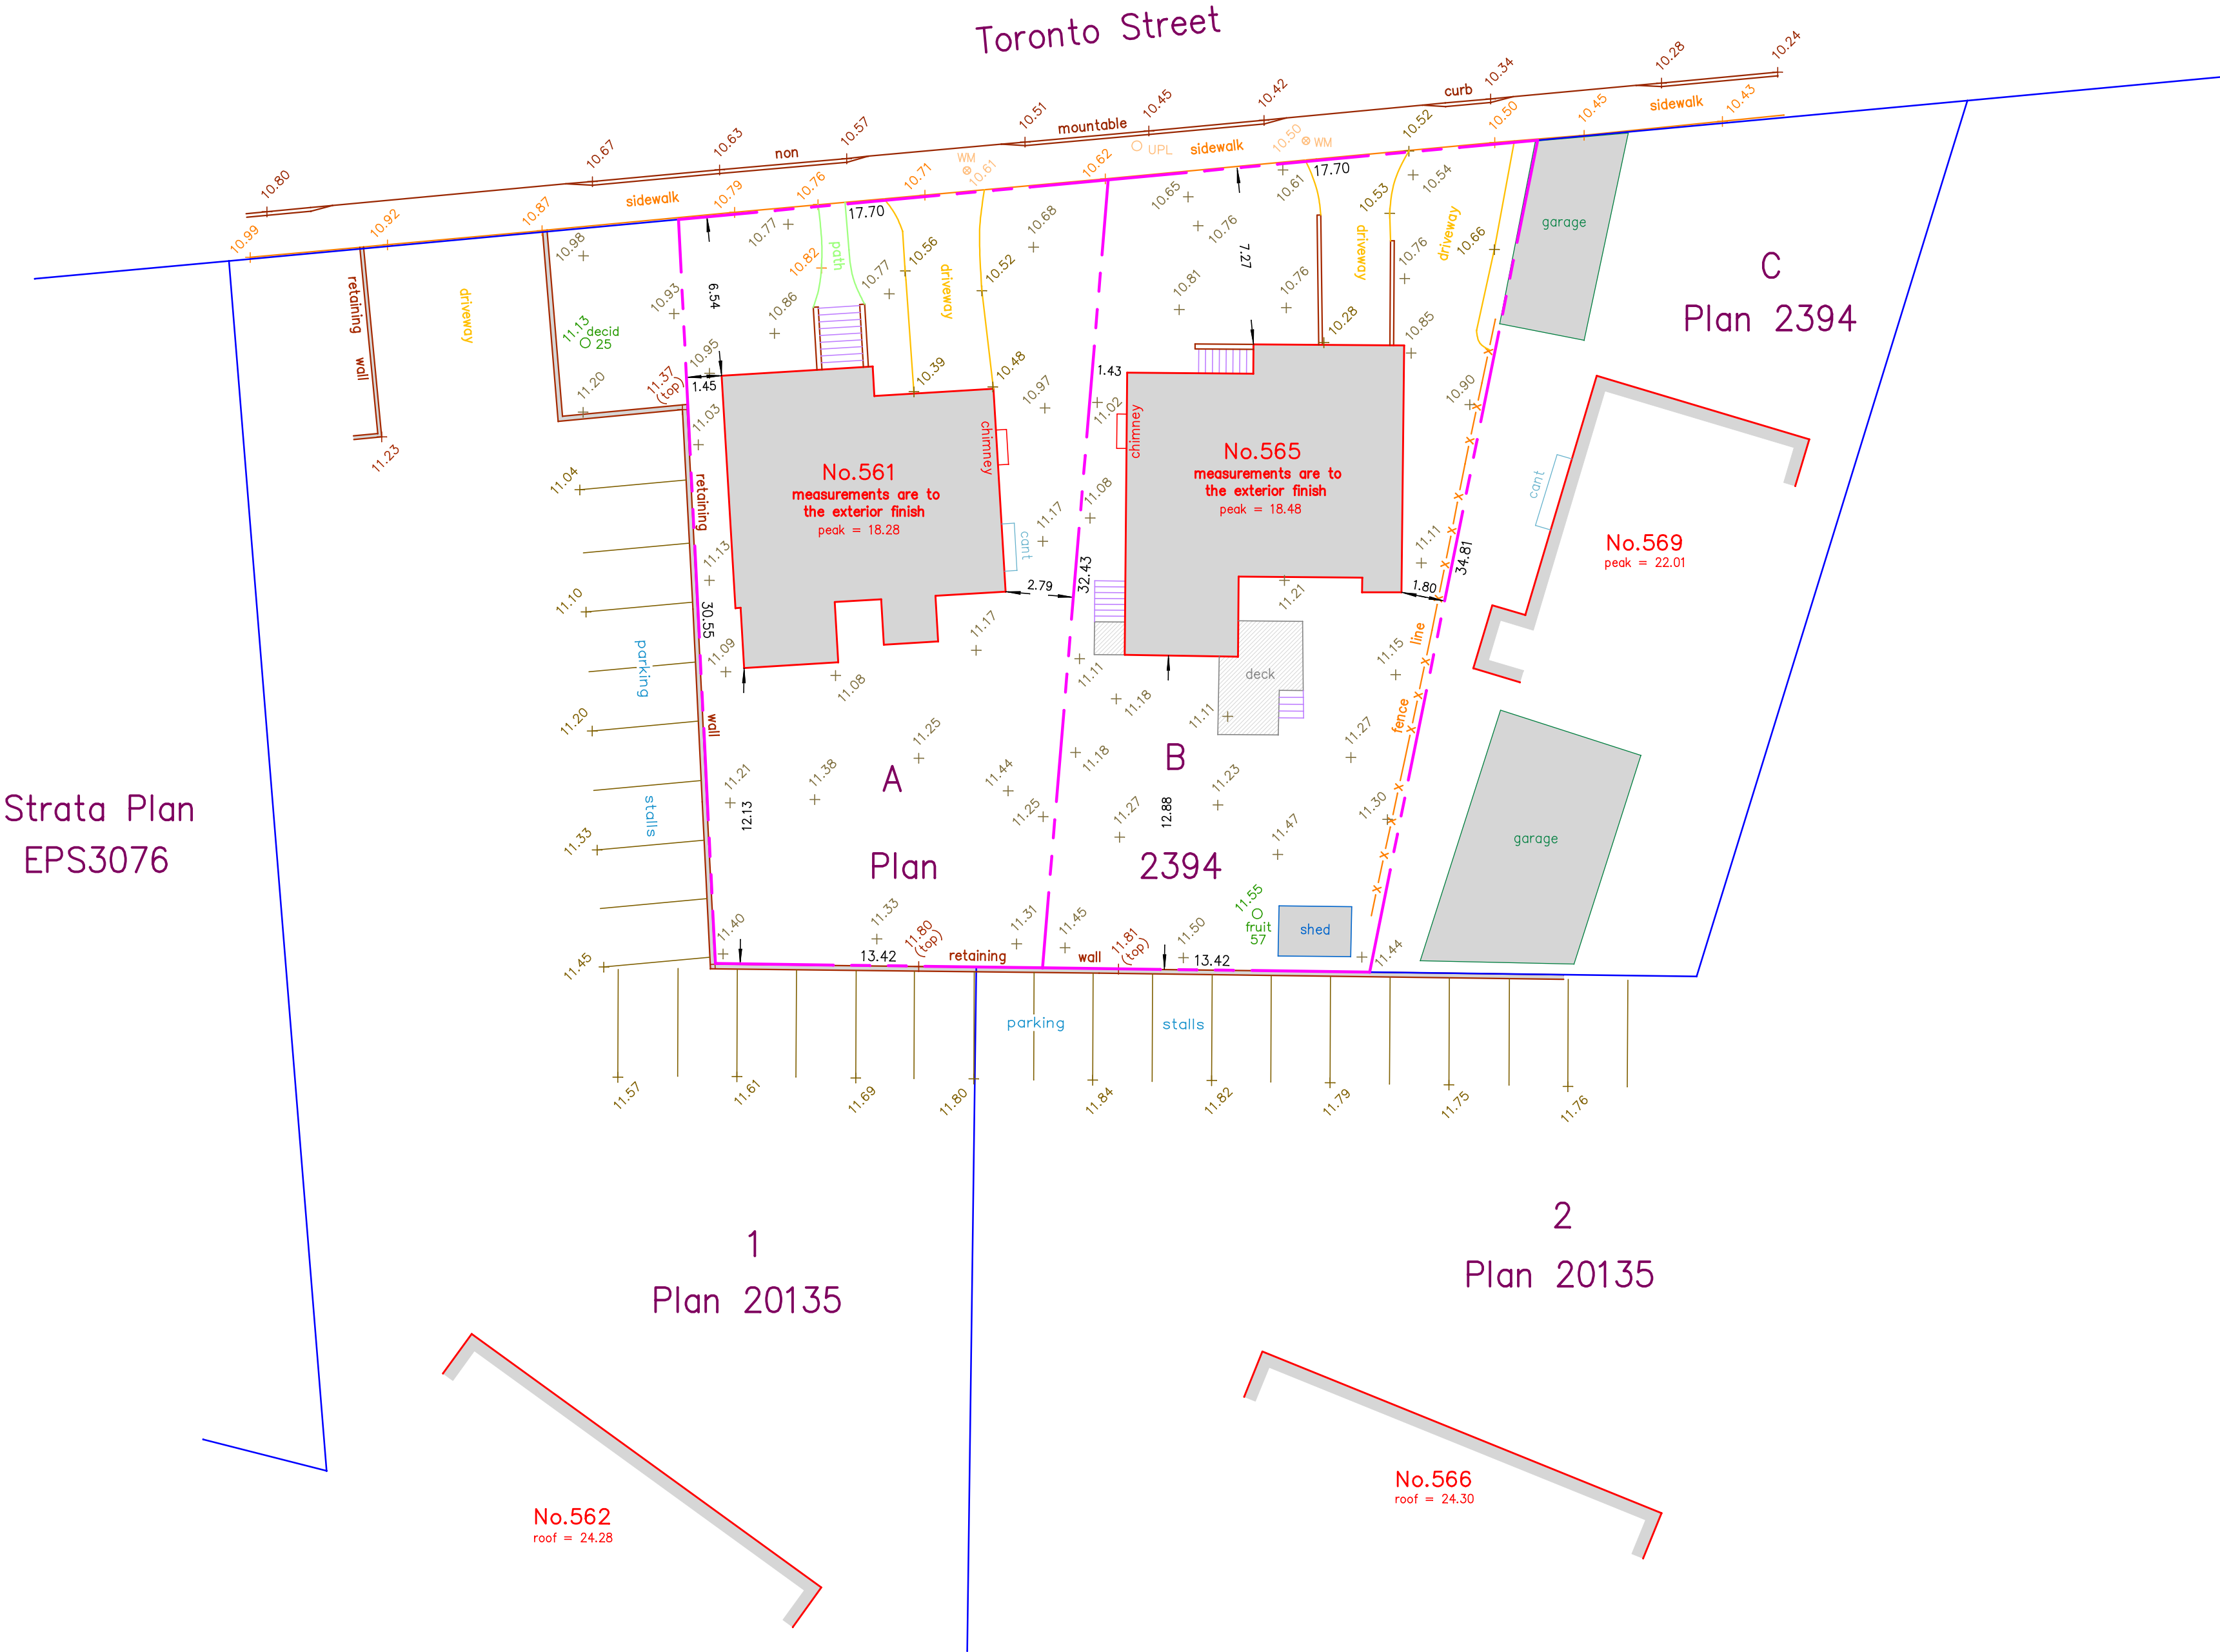 Toronto Street
10.80
10.67
10.63
10.57
10.51
10.45
10.42
10.34
10.28
10.24
non
mountable
curb
10.99
10.92
10.87
sidewalk
10.79
10.76
10.71
WM
10.61
10.62
UPL
sidewalk
10.50
WM
10.52
10.50
10.45
sidewalk
10.43
17.70
17.70
10.98
10.77
10.82
path
10.77
10.56
driveway
10.52
10.68
10.65
10.76
10.61
7.27
10.53
10.54
driveway
driveway
10.66
garage
C
Plan 2394
retaining
wall
driveway
11.13
decid
25
10.93
6.54
10.86
10.81
10.76
10.28
10.76
10.85
10.95
11.37
(top)
1.45
11.20
11.03
10.39
10.48
10.97
1.43
11.02
10.90
11.23
chimney
chimney
No.561
measurements are to
the exterior finish
peak = 18.28
No.565
measurements are to
the exterior finish
peak = 18.48
cant
11.04
retaining
11.17
11.08
cant
No.569
peak = 22.01
11.13
11.11
34.81
11.10
30.55
2.79
32.43
11.21
1.80
parking
11.09
11.17
11.08
11.11
11.18
deck
11.15
line
11.20
wall
11.25
11.11
11.27
fence
11.18
A
B
stalls
11.21
12.13
11.38
11.44
11.25
11.27
12.88
11.23
11.47
11.30
11.33
garage
Strata Plan
EPS3076
Plan
2394
11.40
11.33
11.80
(top)
11.31
11.45
11.81
(top)
11.50
11.55
fruit
57
shed
11.44
11.45
13.42
retaining
wall
13.42
parking
stalls
11.57
11.61
11.69
11.80
11.84
11.82
11.79
11.75
11.76
1
Plan 20135
2
Plan 20135
No.562
roof = 24.28
No.566
roof = 24.30